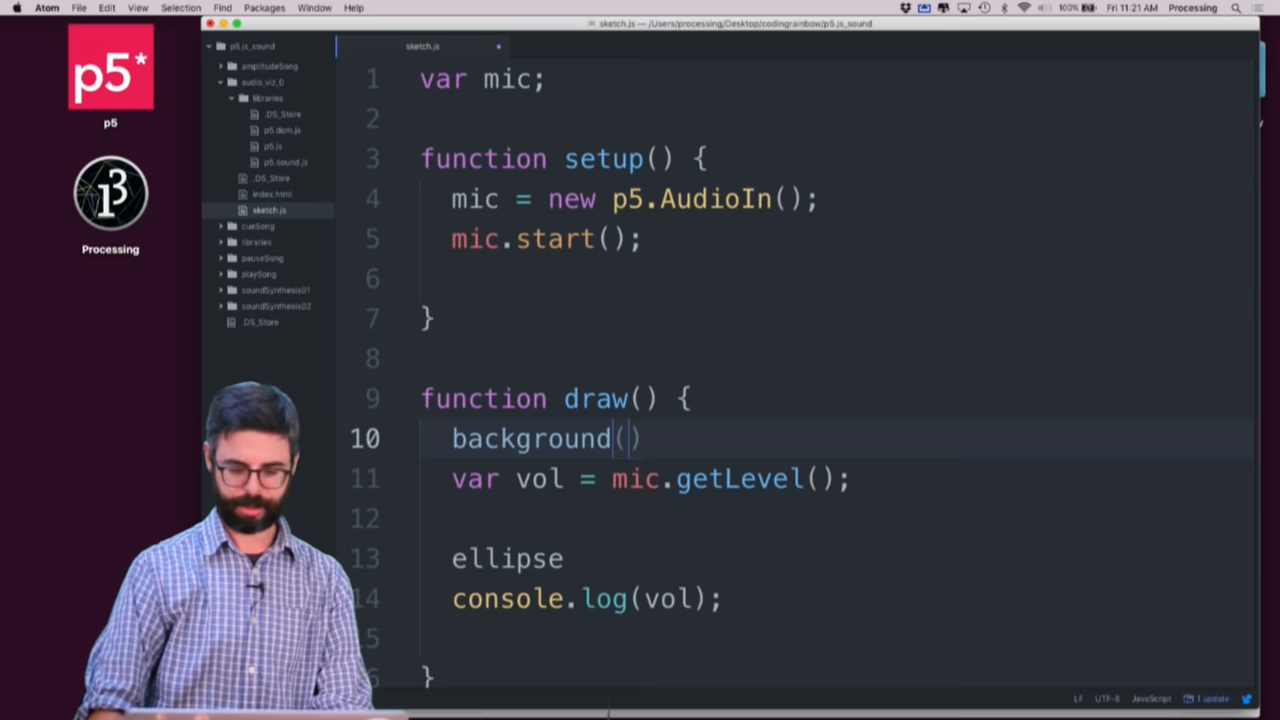 Atom File Edit View Selection Find Packages Window Help 100% Fri 11:21 AM Processing
sketch.js — /Users/processing/Desktop/codingrainbow/p5.js_sound
p5*
p5
Processing
p5.js_sound
amplitudeSong
audio_viz_0
libraries
.DS_Store
p5.dom.js
p5.js
p5.sound.js
.DS_Store
index.html
sketch.js
cueSong
libraries
pauseSong
playSong
soundSynthesis01
soundSynthesis02
.DS_Store
sketch.js
1 var mic;
2
3 function setup() {
4 mic = new p5.AudioIn();
5 mic.start();
6
7 }
8
9 function draw() {
10 background()
11 var vol = mic.getLevel();
12
13 ellipse
14 console.log(vol);
5
6 }
LF UTF-8 JavaScript 1 update